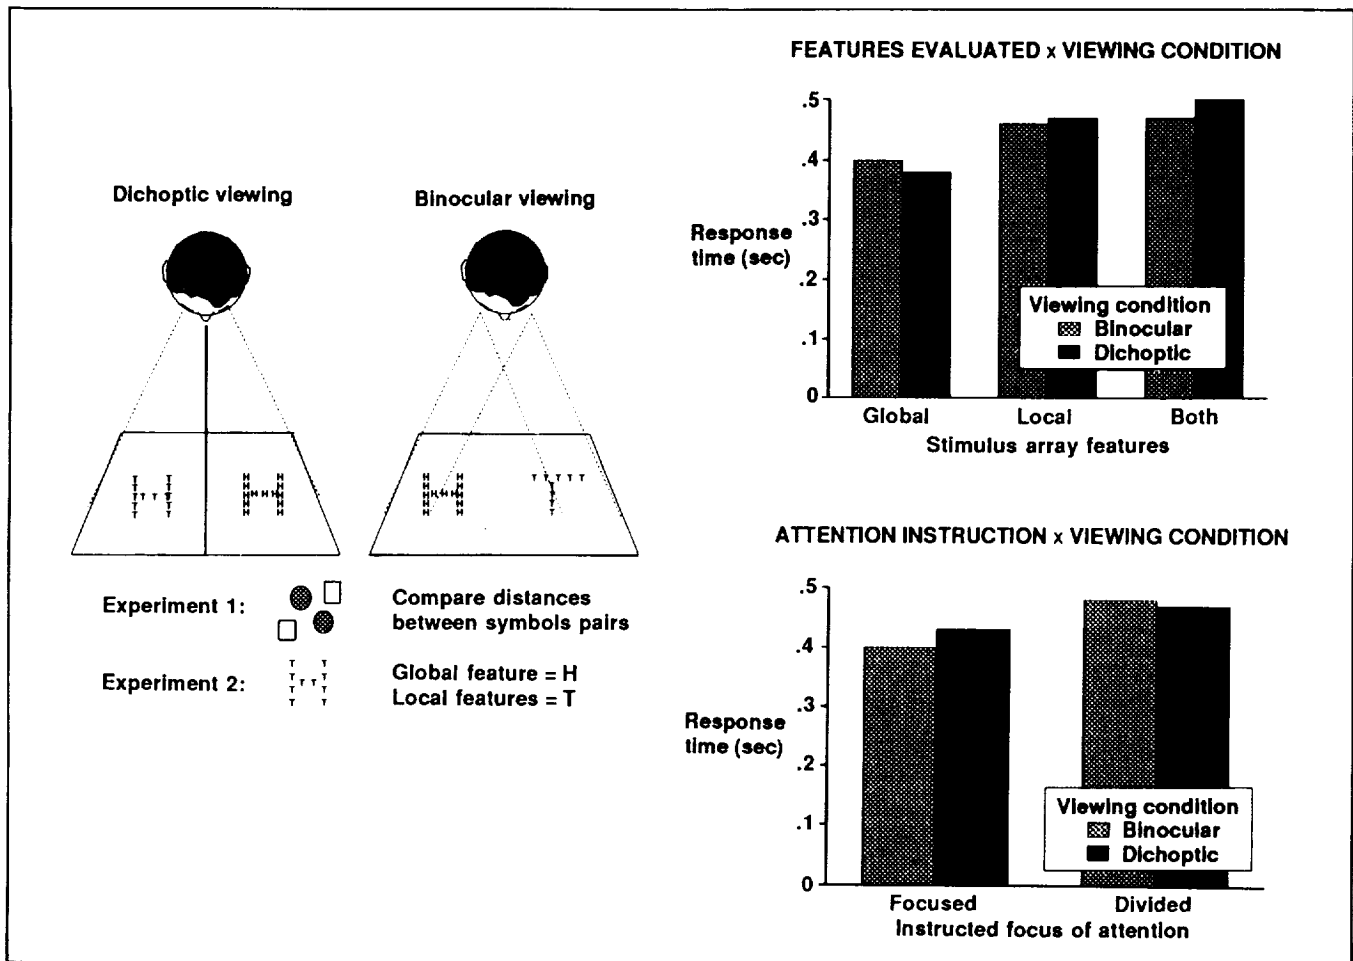 Dichoptic viewing
Binocular viewing
Experiment 1:
Compare distances
between symbols pairs
Experiment 2:
Global feature = H
Local features = T
FEATURES EVALUATED x VIEWING CONDITION
.5
.4
.3
.2
.1
0
Response
time (sec)
Viewing condition
Binocular
Dichoptic
Global Local Both
Stimulus array features
ATTENTION INSTRUCTION x VIEWING CONDITION
.5
.4
.3
.2
.1
0
Response
time (sec)
Viewing condition
Binocular
Dichoptic
Focused Divided
Instructed focus of attention